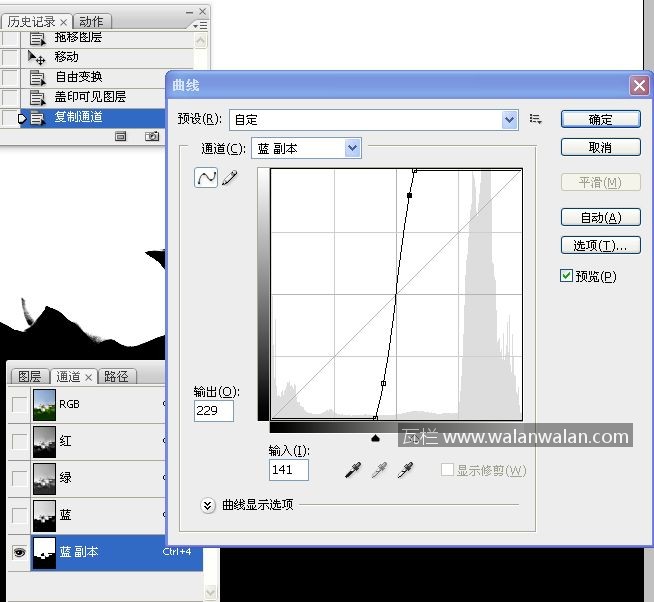 历史记录 × 动作
拖移图层
移动
自由变换
盖印可见图层
复制通道
曲线
预设(R): 自定
确定
通道(C): 蓝 副本
取消
平滑(M)
自动(A)
选项(T)...
预览(P)
图层 通道 × 路径
RGB
输出(O):
229
红
输入(I):
141
瓦栏 www.walanwalan.com
显示修剪(W)
绿
曲线显示选项
蓝
蓝 副本 Ctrl+4